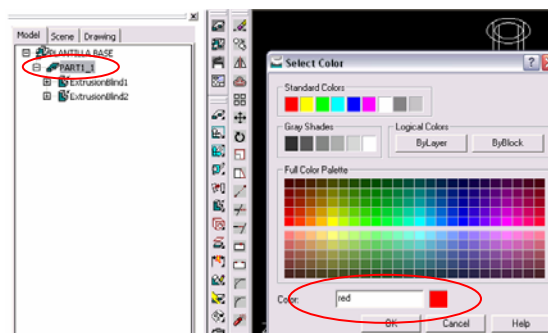 Model Scene Drawing
PLANTILLA BASE
PART1_1
ExtrusionBlind1
ExtrusionBlind2
Select Color
Standard Colors
Gray Shades
Logical Colors
ByLayer
ByBlock
Full Color Palette
Color:
red
OK
Cancel
Help